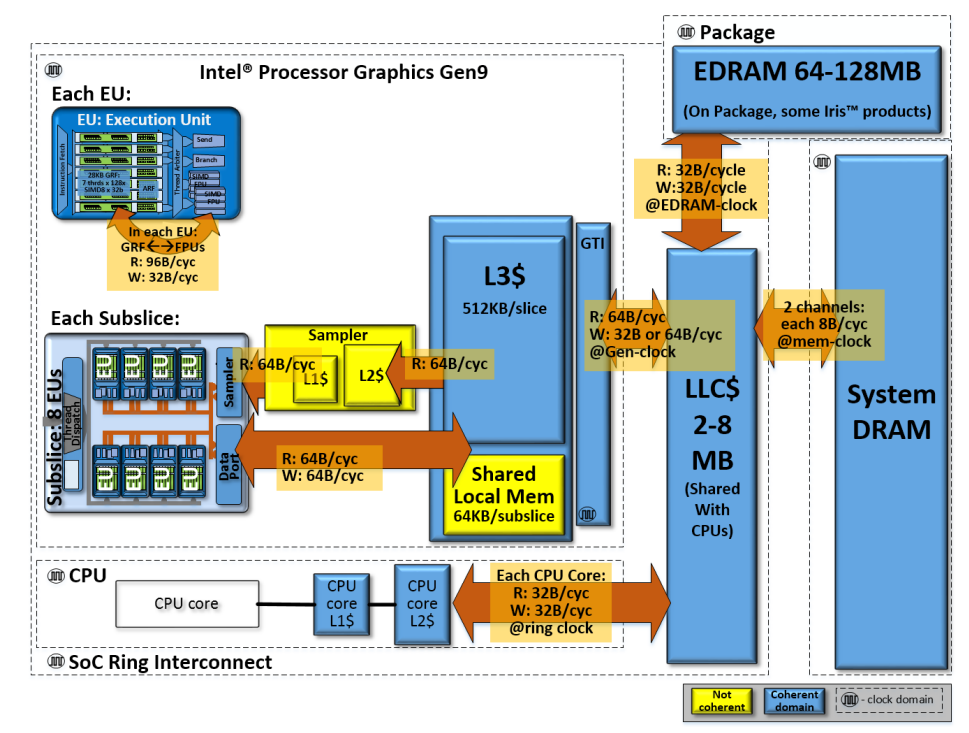 Package
EDRAM 64-128MB
(On Package, some Iris™ products)
Intel® Processor Graphics Gen9
Each EU:
EU: Execution Unit
Instruction Fetch
28KB GRF:
7 thrds x 128x
SIMD8 x 32b
ARF
Thread Arbiter
Send
Branch
SIMD
FPU
SIMD
FPU
In each EU:
GRF<-->FPUs
R: 96B/cyc
W: 32B/cyc
R: 32B/cycle
W:32B/cycle
@EDRAM-clock
L3$
512KB/slice
GTI
R: 64B/cyc
W: 32B or 64B/cyc
@Gen-clock
2 channels:
each 8B/cyc
@mem-clock
Each Subslice:
Subslice: 8 EUs
Thread
Dispatch
Sampler
Data
Port
Sampler
R: 64B/cyc
L1$
L2$
R: 64B/cyc
R: 64B/cyc
W: 64B/cyc
Shared
Local Mem
64KB/subslice
LLC$
2-8
MB
(Shared
With
CPUs)
System
DRAM
CPU
CPU core
CPU
core
L1$
CPU
core
L2$
Each CPU Core:
R: 32B/cyc
W: 32B/cyc
@ring clock
SoC Ring Interconnect
Not
coherent
Coherent
domain
- clock domain